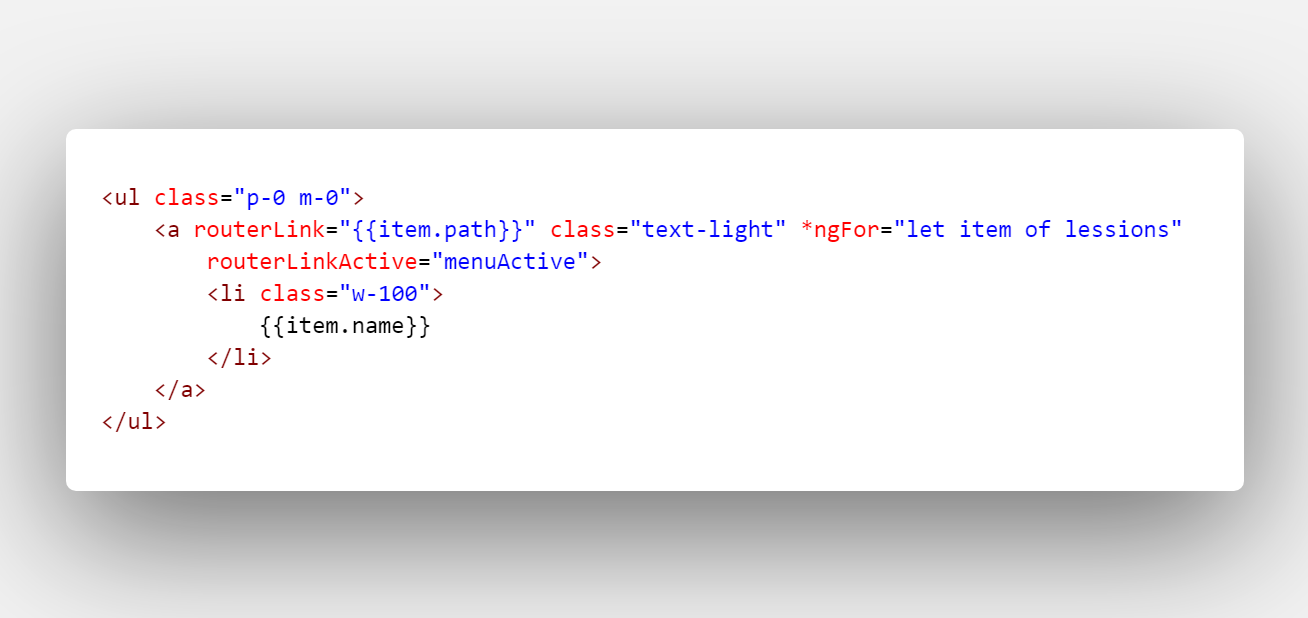 <ul class="p-0 m-0">
    <a routerLink="{{item.path}}" class="text-light" *ngFor="let item of lessions"
        routerLinkActive="menuActive">
        <li class="w-100">
            {{item.name}}
        </li>
    </a>
</ul>